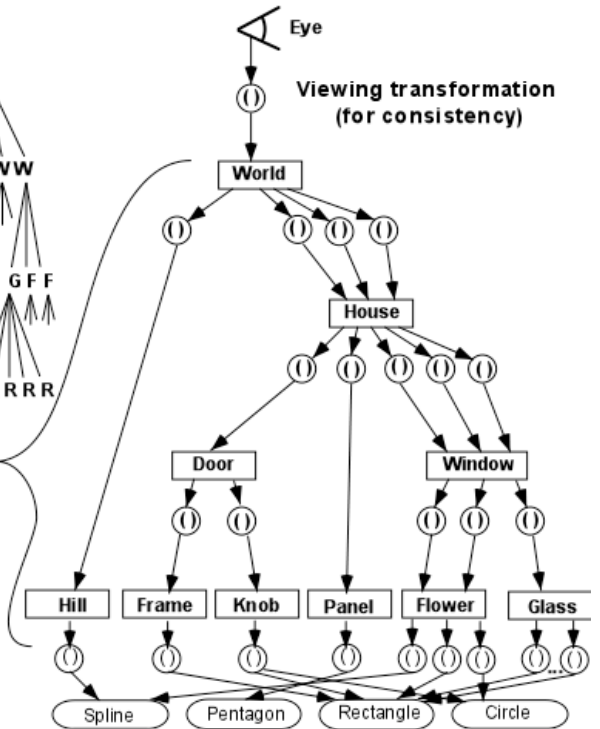 Eye
()
Viewing transformation
(for consistency)
W W
World
() () () ()
G F F
House
R R R
() () () () ()
Door
Window
() () () () ()
Hill
Frame
Knob
Panel
Flower
Glass
() () () () () () () () ... ()
Spline
Pentagon
Rectangle
Circle